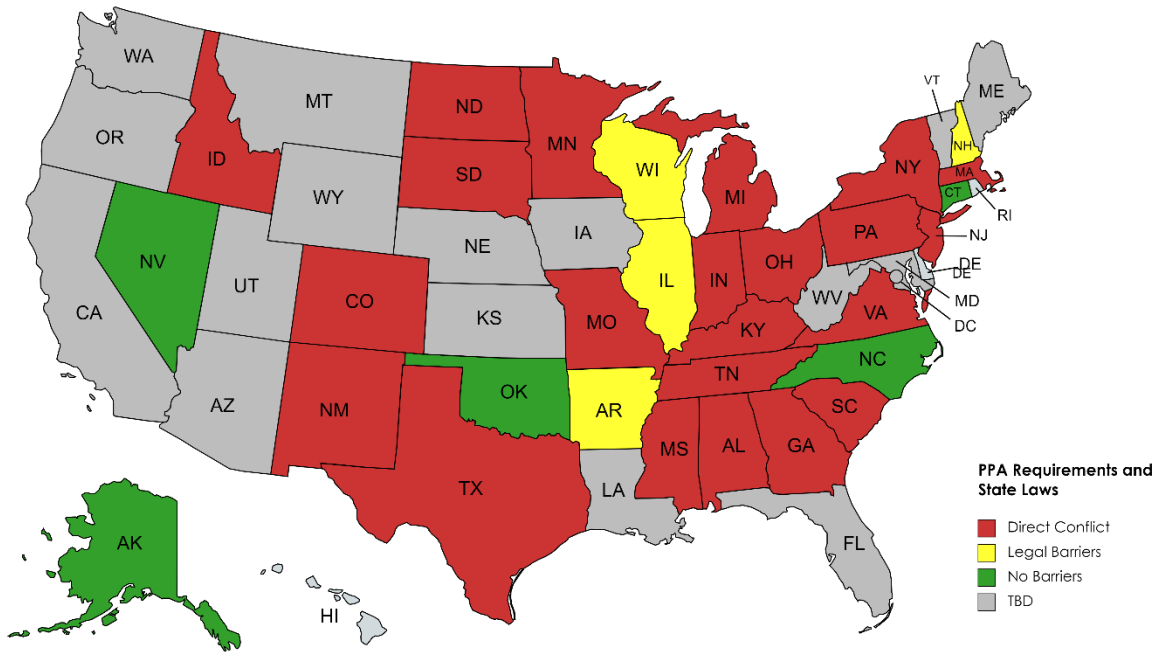 WA
VT
ME
MT
ND
OR
MN
NH
ID
WI
NY
SD
MA
WY
MI
CT
RI
IA
PA
NJ
NE
NV
OH
DE
DE
UT
IL
IN
WV
MD
CA
CO
KS
MO
VA
DC
KY
NC
TN
OK
AZ
NM
AR
SC
MS
AL
GA
PPA Requirements and
State Laws
TX
LA
Direct Conflict
AK
FL
Legal Barriers
No Barriers
TBD
HI